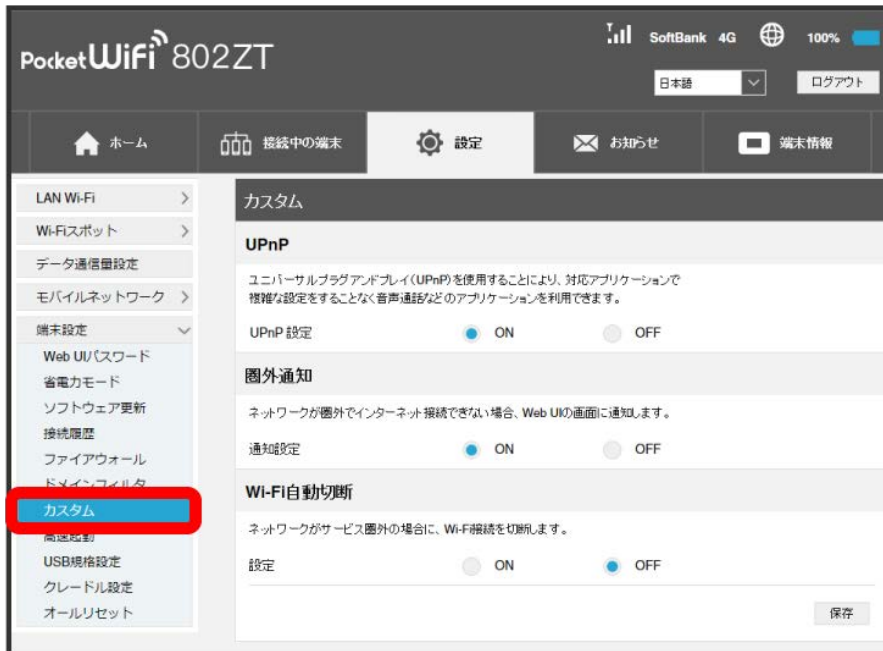 Pocket WiFi 802ZT
SoftBank 4G 100%
日本語 ログアウト
ホーム 接続中の端末 設定 お知らせ 端末情報
LAN Wi-Fi
Wi-Fiスポット
データ通信量設定
モバイルネットワーク
端末設定
Web UIパスワード
省電力モード
ソフトウェア更新
接続履歴
ファイアウォール
ドメインフィルタ
カスタム
高速起動
USB規格設定
クレードル設定
オールリセット
カスタム
UPnP
ユニバーサルプラグアンドプレイ(UPnP)を使用することにより、対応アプリケーションで
複雑な設定をすることなく音声通話などのアプリケーションを利用できます。
UPnP 設定 ON OFF
圏外通知
ネットワークが圏外でインターネット接続できない場合、Web UIの画面に通知します。
通知設定 ON OFF
Wi-Fi自動切断
ネットワークがサービス圏外の場合に、Wi-Fi接続を切断します。
設定 ON OFF
保存